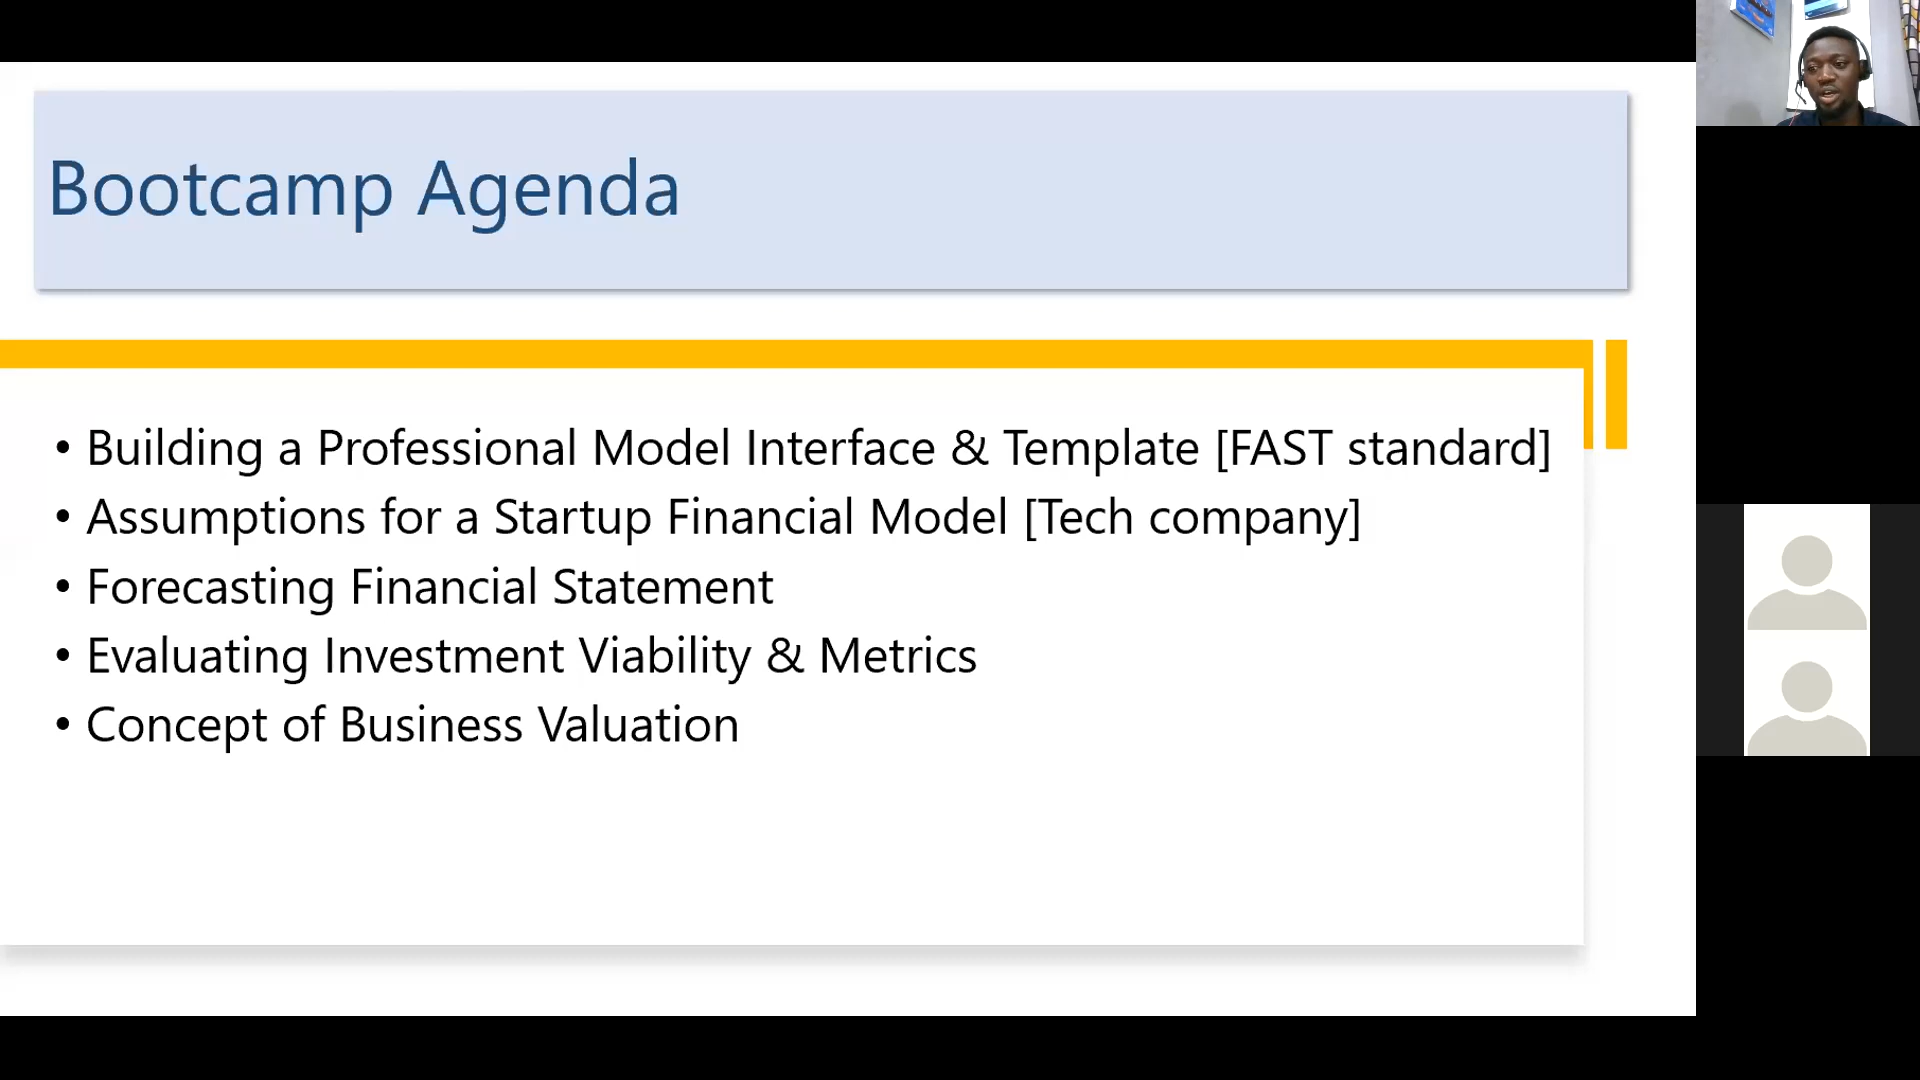 Bootcamp Agenda
• Building a Professional Model Interface & Template [FAST standard]
• Assumptions for a Startup Financial Model [Tech company]
• Forecasting Financial Statement
• Evaluating Investment Viability & Metrics
• Concept of Business Valuation